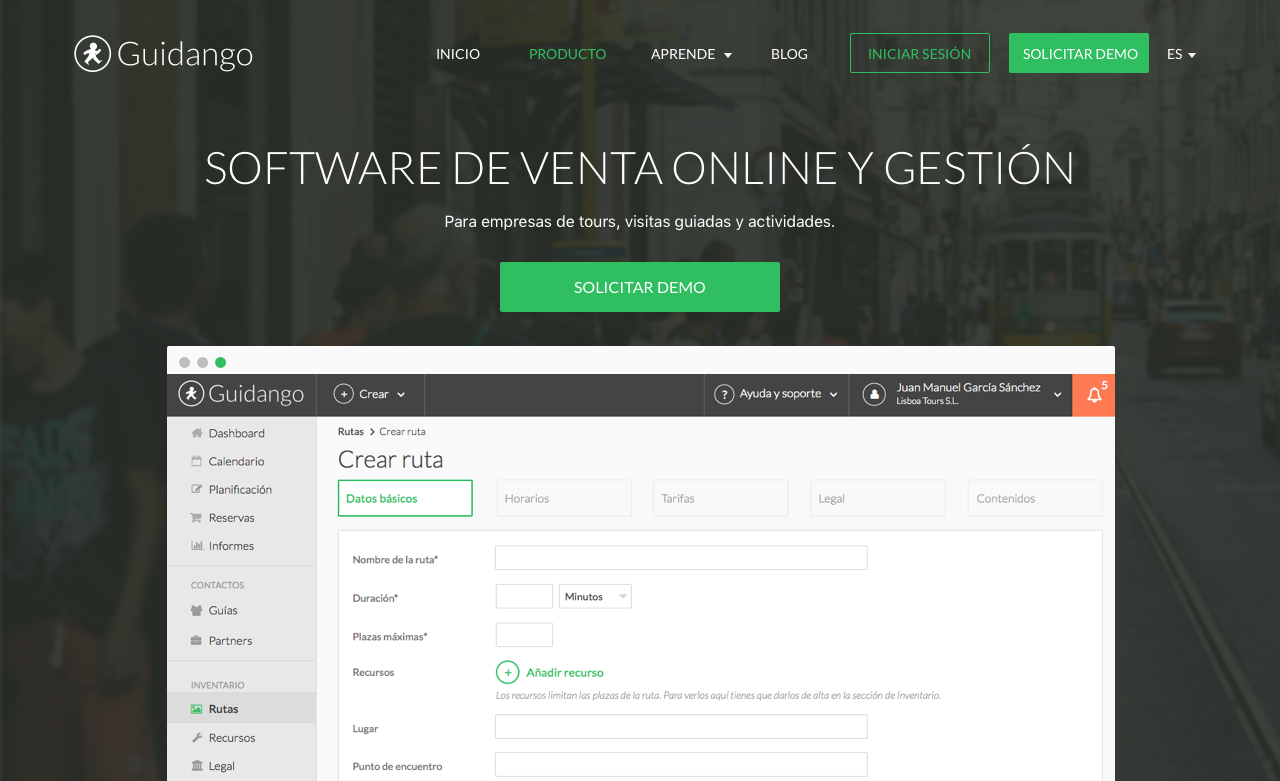 Guidango
INICIO PRODUCTO APRENDE BLOG INICIAR SESIÓN SOLICITAR DEMO ES
SOFTWARE DE VENTA ONLINE Y GESTIÓN
Para empresas de tours, visitas guiadas y actividades.
SOLICITAR DEMO
Guidango + Crear ? Ayuda y soporte Juan Manuel García Sánchez 5
Lisboa Tours S.L.
Dashboard
Calendario
Planificación
Reservas
Informes
CONTACTOS
Guías
Partners
INVENTARIO
Rutas
Recursos
Legal
Rutas > Crear ruta
Crear ruta
Datos básicos Horarios Tarifas Legal Contenidos
Nombre de la ruta*
Duración* Minutos
Plazas máximas*
Recursos + Añadir recurso
Los recursos limitan las plazas de la ruta. Para verlos aquí tienes que darlos de alta en la sección de Inventario.
Lugar
Punto de encuentro